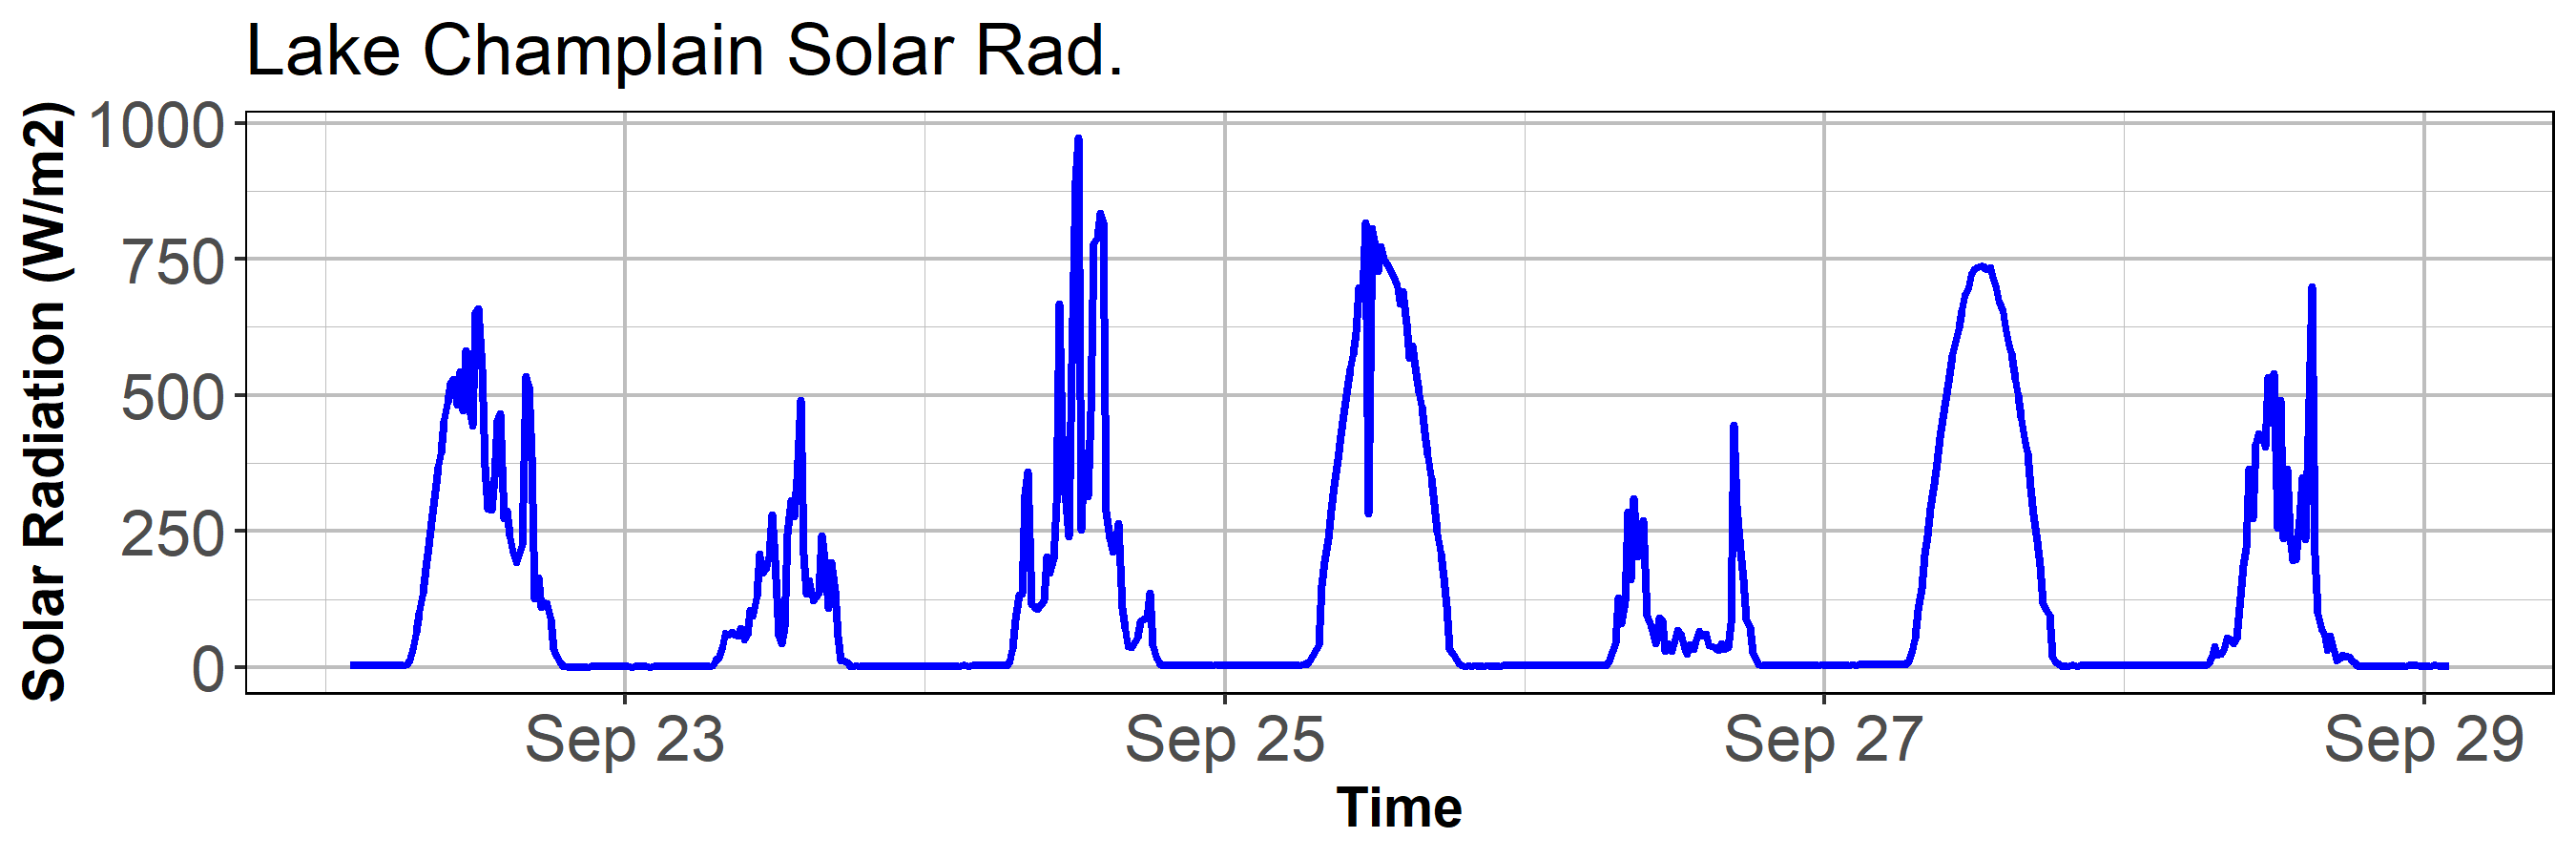 Lake Champlain Solar Rad.
Solar Radiation (W/m2)
1000
750
500
250
0
Sep 23 Sep 25 Sep 27 Sep 29
Time